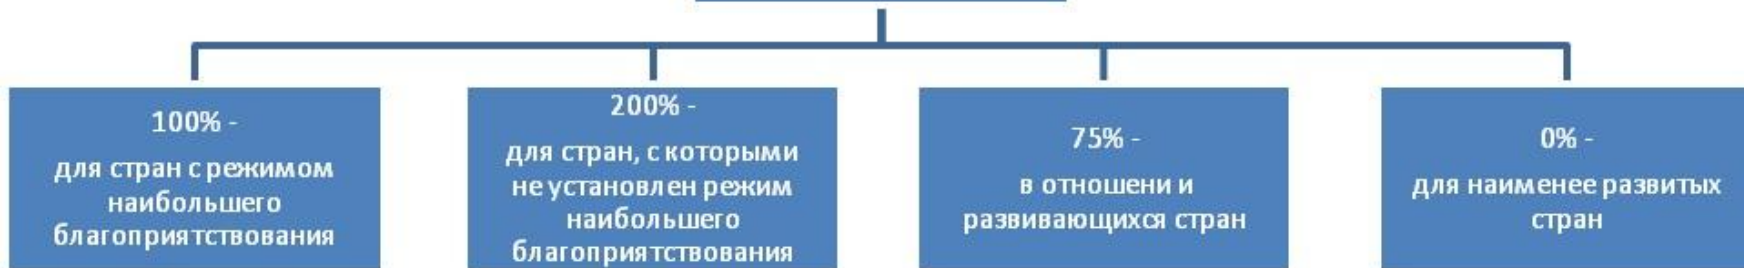 100% -
для стран с режимом
наибольшего
благоприятствования
200% -
для стран, с которыми
не установлен режим
наибольшего
благоприятствования
75% -
в отношени и
развивающихся стран
0% -
для наименее развитых
стран